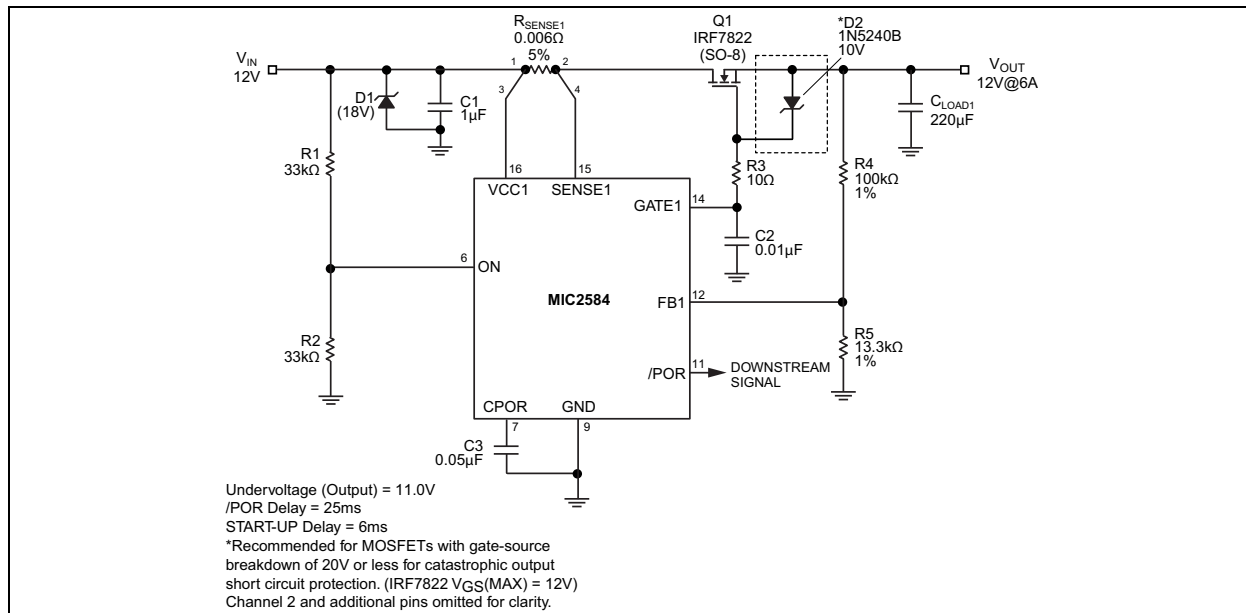 RSENSE1
0.006Ω
5%
Q1
IRF7822
(SO-8)
*D2
1N5240B
10V
VIN
12V
1
2
3
4
VOUT
12V@6A
D1
(18V)
C1
1µF
CLOAD1
220µF
R1
33kΩ
16
15
R3
10Ω
R4
100kΩ
1%
VCC1
SENSE1
GATE1
14
C2
0.01µF
6
ON
MIC2584
FB1
12
R2
33kΩ
R5
13.3kΩ
1%
/POR
11
DOWNSTREAM
SIGNAL
CPOR
GND
7
9
C3
0.05µF
Undervoltage (Output) = 11.0V
/POR Delay = 25ms
START-UP Delay = 6ms
*Recommended for MOSFETs with gate-source
breakdown of 20V or less for catastrophic output
short circuit protection. (IRF7822 VGS(MAX) = 12V)
Channel 2 and additional pins omitted for clarity.